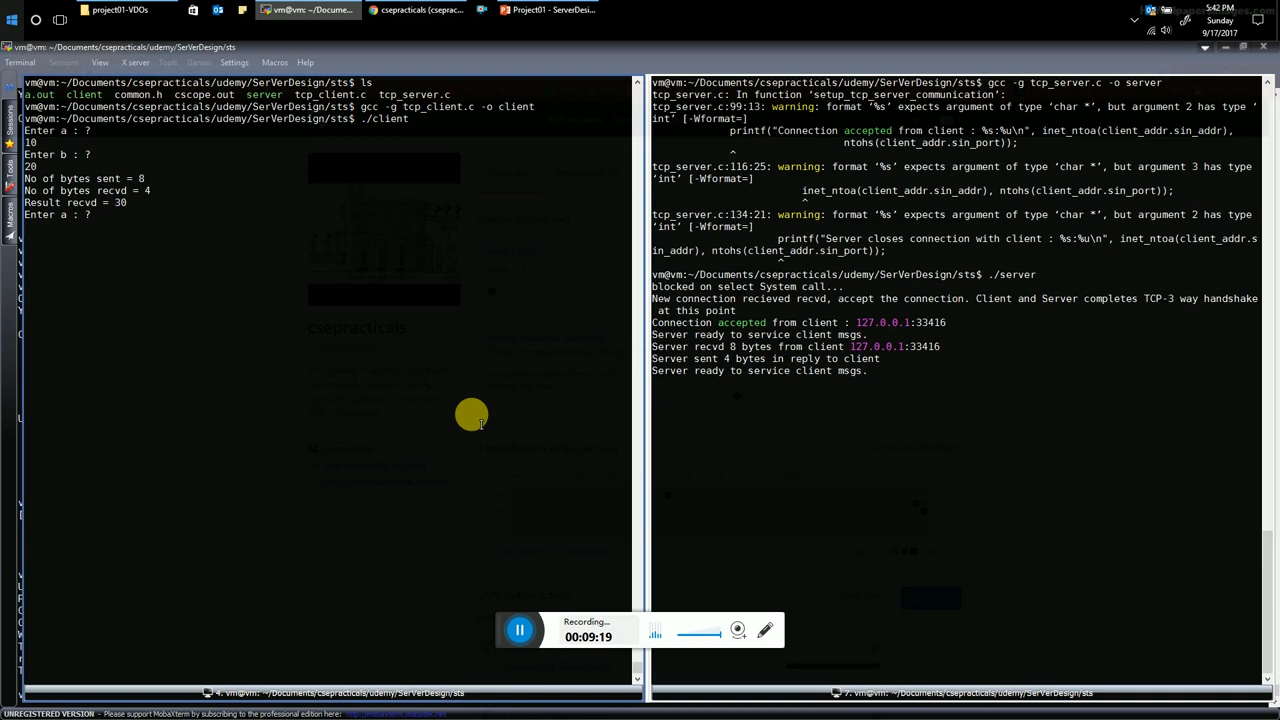 project01-VDOs
vm@vm: ~/Docume...
csepracticals (cseprac...
Project01 - ServerDesi...
5:42 PM
Sunday
9/17/2017
vm@vm: ~/Documents/csepracticals/udemy/SerVerDesign/sts
Terminal Sessions View X server Tools Games Settings Macros Help
Sessions
Tools
Macros
vm@vm:~/Documents/csepracticals/udemy/SerVerDesign/sts$ ls
a.out client common.h cscope.out server tcp_client.c tcp_server.c
vm@vm:~/Documents/csepracticals/udemy/SerVerDesign/sts$ gcc -g tcp_client.c -o client
vm@vm:~/Documents/csepracticals/udemy/SerVerDesign/sts$ ./client
Enter a : ?
10
Enter b : ?
20
No of bytes sent = 8
No of bytes recvd = 4
Result recvd = 30
Enter a : ?
csepracticals
vm@vm:~/Documents/csepracticals/udemy/SerVerDesign/sts$ gcc -g tcp_server.c -o server
tcp_server.c: In function ‘setup_tcp_server_communication’:
tcp_server.c:99:13: warning: format ‘%s’ expects argument of type ‘char *’, but argument 2 has type ‘
int’ [-Wformat=]
printf("Connection accepted from client : %s:%u\n", inet_ntoa(client_addr.sin_addr),
ntohs(client_addr.sin_port));
^
tcp_server.c:116:25: warning: format ‘%s’ expects argument of type ‘char *’, but argument 3 has type
‘int’ [-Wformat=]
inet_ntoa(client_addr.sin_addr), ntohs(client_addr.sin_port));
^
tcp_server.c:134:21: warning: format ‘%s’ expects argument of type ‘char *’, but argument 2 has type
‘int’ [-Wformat=]
printf("Server closes connection with client : %s:%u\n", inet_ntoa(client_addr.s
in_addr), ntohs(client_addr.sin_port));
^
vm@vm:~/Documents/csepracticals/udemy/SerVerDesign/sts$ ./server
blocked on select System call...
New connection recieved recvd, accept the connection. Client and Server completes TCP-3 way handshake
at this point
Connection accepted from client : 127.0.0.1:33416
Server ready to service client msgs.
Server recvd 8 bytes from client 127.0.0.1:33416
Server sent 4 bytes in reply to client
Server ready to service client msgs.
Recording...
00:09:19
4. vm@vm: ~/Documents/csepracticals/udemy/SerVerDesign/sts
7. vm@vm: ~/Documents/csepracticals/udemy/SerVerDesign/sts
UNREGISTERED VERSION - Please support MobaXterm by subscribing to the professional edition here: http://mobaxterm.mobatek.net